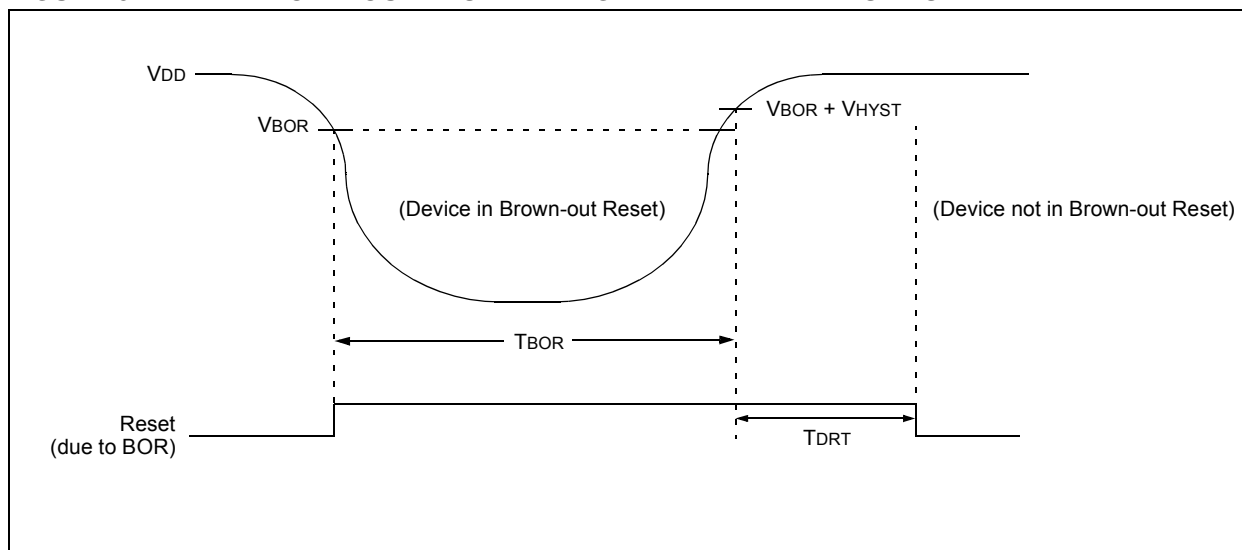 VDD
VBOR
VBOR + VHYST
(Device in Brown-out Reset)
(Device not in Brown-out Reset)
TBOR
Reset
(due to BOR)
TDRT